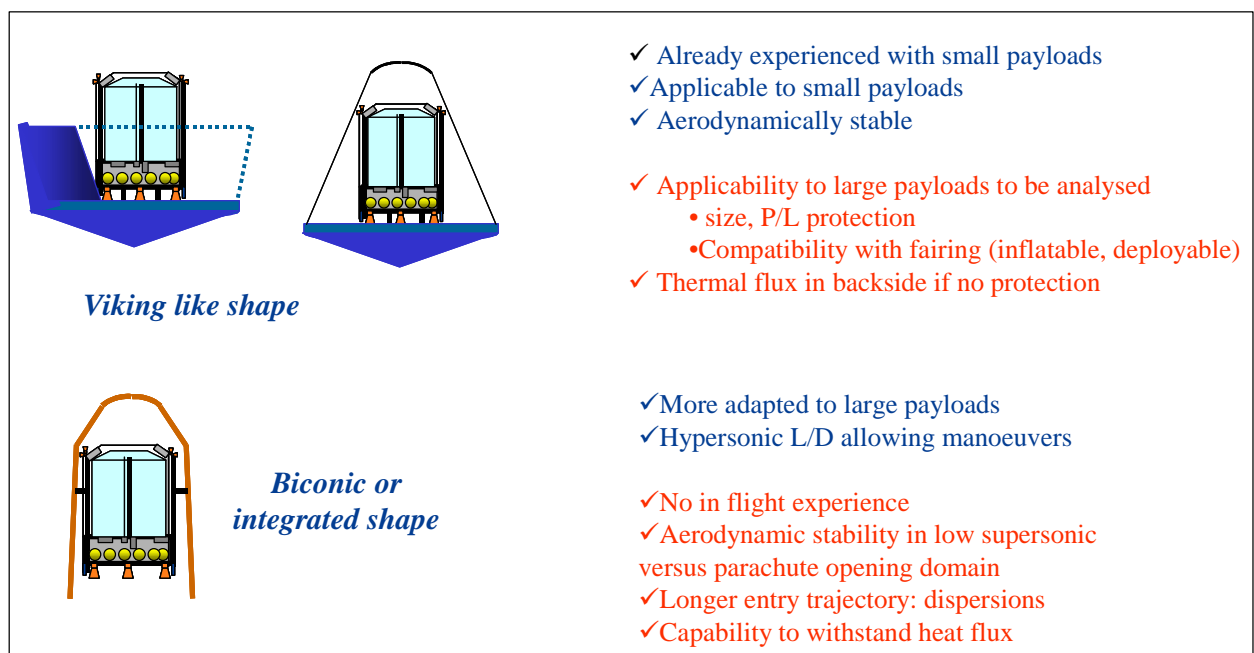 ✓ Already experienced with small payloads
✓Applicable to small payloads
✓ Aerodynamically stable
✓ Applicability to large payloads to be analysed
• size, P/L protection
•Compatibility with fairing (inflatable, deployable)
✓ Thermal flux in backside if no protection
Viking like shape
✓More adapted to large payloads
✓Hypersonic L/D allowing manoeuvers
Biconic or
integrated shape
✓No in flight experience
✓Aerodynamic stability in low supersonic
versus parachute opening domain
✓Longer entry trajectory: dispersions
✓Capability to withstand heat flux